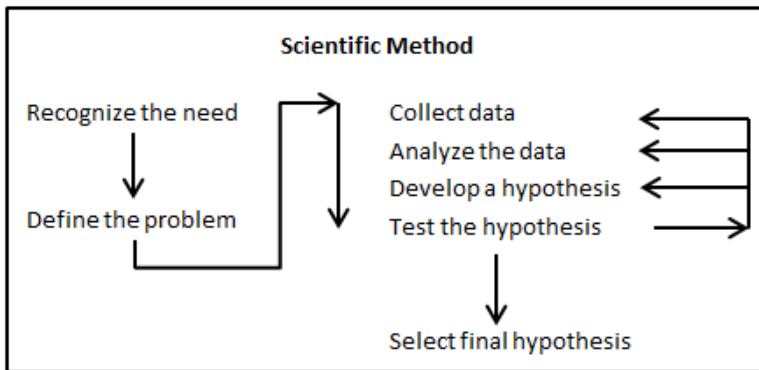 Scientific Method
Recognize the need
Define the problem
Collect data
Analyze the data
Develop a hypothesis
Test the hypothesis
Select final hypothesis